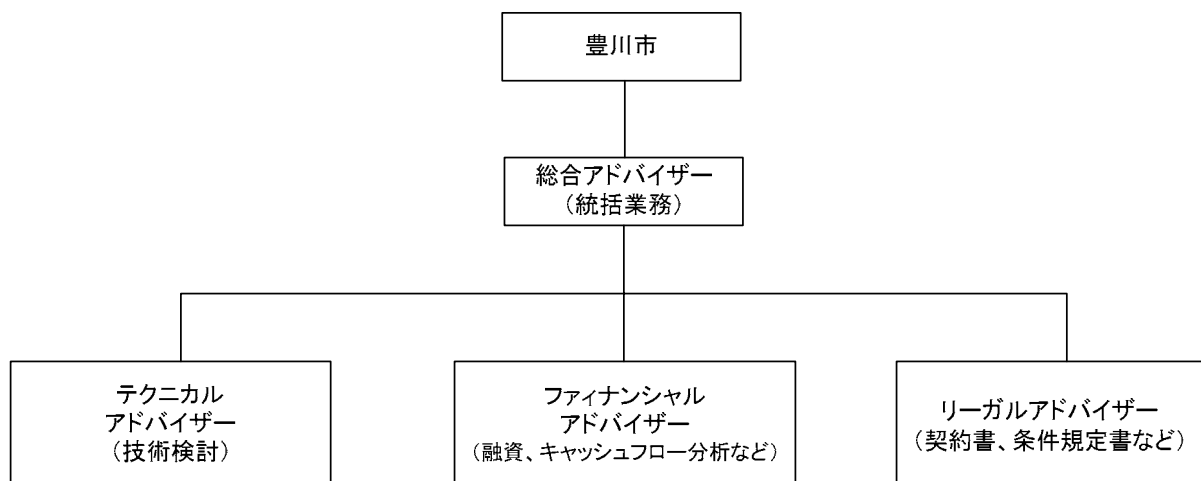 豊川市
総合アドバイザー
（統括業務）
テクニカル
アドバイザー
（技術検討）
ファィナンシャル
アドバイザー
（融資、キャッシュフロー分析など）
リーガルアドバイザー
（契約書、条件規定書など）